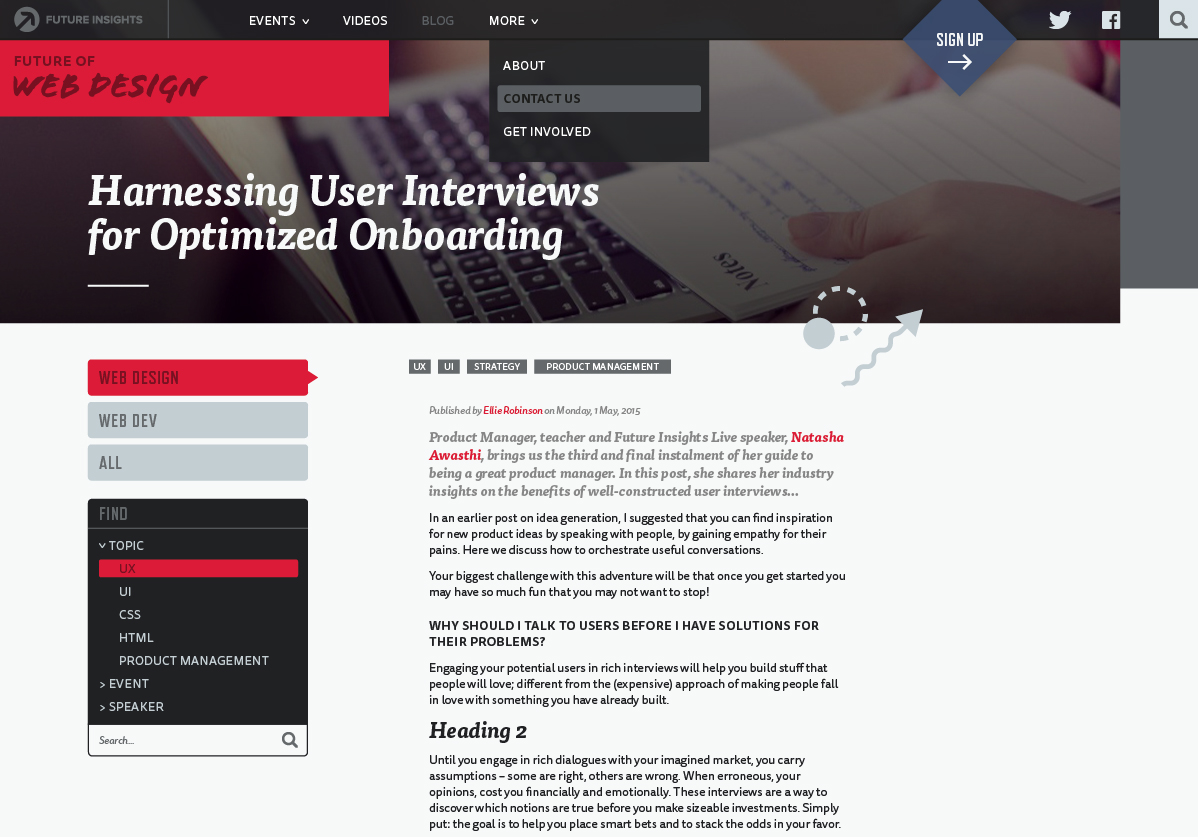 FUTURE INSIGHTS
EVENTS
VIDEOS
BLOG
MORE
SIGN UP
FUTURE OF
WEB DESIGN
ABOUT
CONTACT US
GET INVOLVED
Harnessing User Interviews
for Optimized Onboarding
Notes
WEB DESIGN
WEB DEV
ALL
FIND
TOPIC
UX
UI
CSS
HTML
PRODUCT MANAGEMENT
> EVENT
> SPEAKER
Search...
UX UI STRATEGY PRODUCT MANAGEMENT
Published by Ellie Robinson on Monday, 1 May, 2015
Product Manager, teacher and Future Insights Live speaker, Natasha
Awasthi, brings us the third and final instalment of her guide to
being a great product manager. In this post, she shares her industry
insights on the benefits of well-constructed user interviews...
In an earlier post on idea generation, I suggested that you can find inspiration
for new product ideas by speaking with people, by gaining empathy for their
pains. Here we discuss how to orchestrate useful conversations.
Your biggest challenge with this adventure will be that once you get started you
may have so much fun that you may not want to stop!
WHY SHOULD I TALK TO USERS BEFORE I HAVE SOLUTIONS FOR
THEIR PROBLEMS?
Engaging your potential users in rich interviews will help you build stuff that
people will love; different from the (expensive) approach of making people fall
in love with something you have already built.
Heading 2
Until you engage in rich dialogues with your imagined market, you carry
assumptions – some are right, others are wrong. When erroneous, your
opinions, cost you financially and emotionally. These interviews are a way to
discover which notions are true before you make sizeable investments. Simply
put: the goal is to help you place smart bets and to stack the odds in your favor.